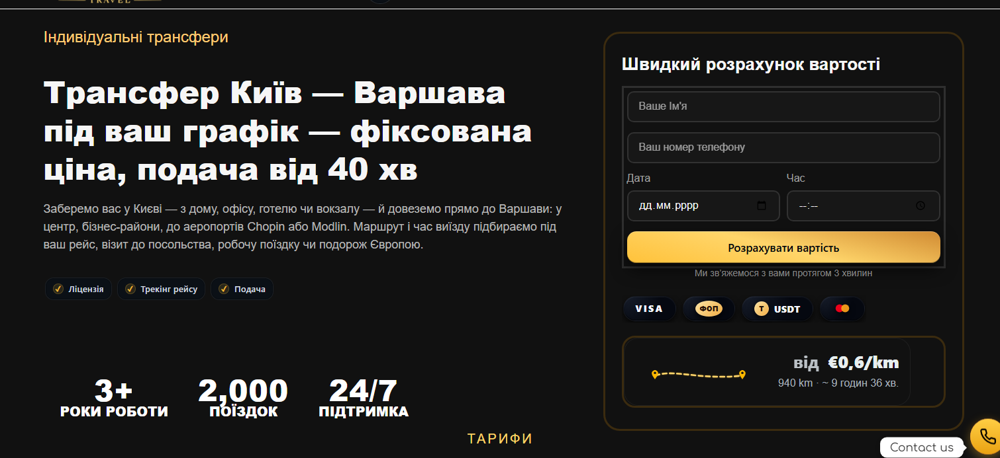 TRAVEL
Індивідуальні трансфери
Трансфер Київ — Варшава
під ваш графік — фіксована
ціна, подача від 40 хв
Заберемо вас у Києві — з дому, офісу, готелю чи вокзалу — й довеземо прямо до Варшави: у
центр, бізнес-райони, до аеропортів Chopin або Modlin. Маршрут і час виїзду підбираємо під
ваш рейс, візит до посольства, робочу поїздку чи подорож Європою.
Ліцензія
Трекінг рейсу
Подача
3+
РОКИ РОБОТИ
2,000
ПОЇЗДОК
24/7
ПІДТРИМКА
Швидкий розрахунок вартості
Ваше Ім'я
Ваш номер телефону
Дата
Час
дд.мм.рррр
--:--
Розрахувати вартість
Ми зв'яжемося з вами протягом 3 хвилин
VISA
ФОП
T USDT
від €0,6/km
940 km · ~ 9 годин 36 хв.
ТАРИФИ
Contact us